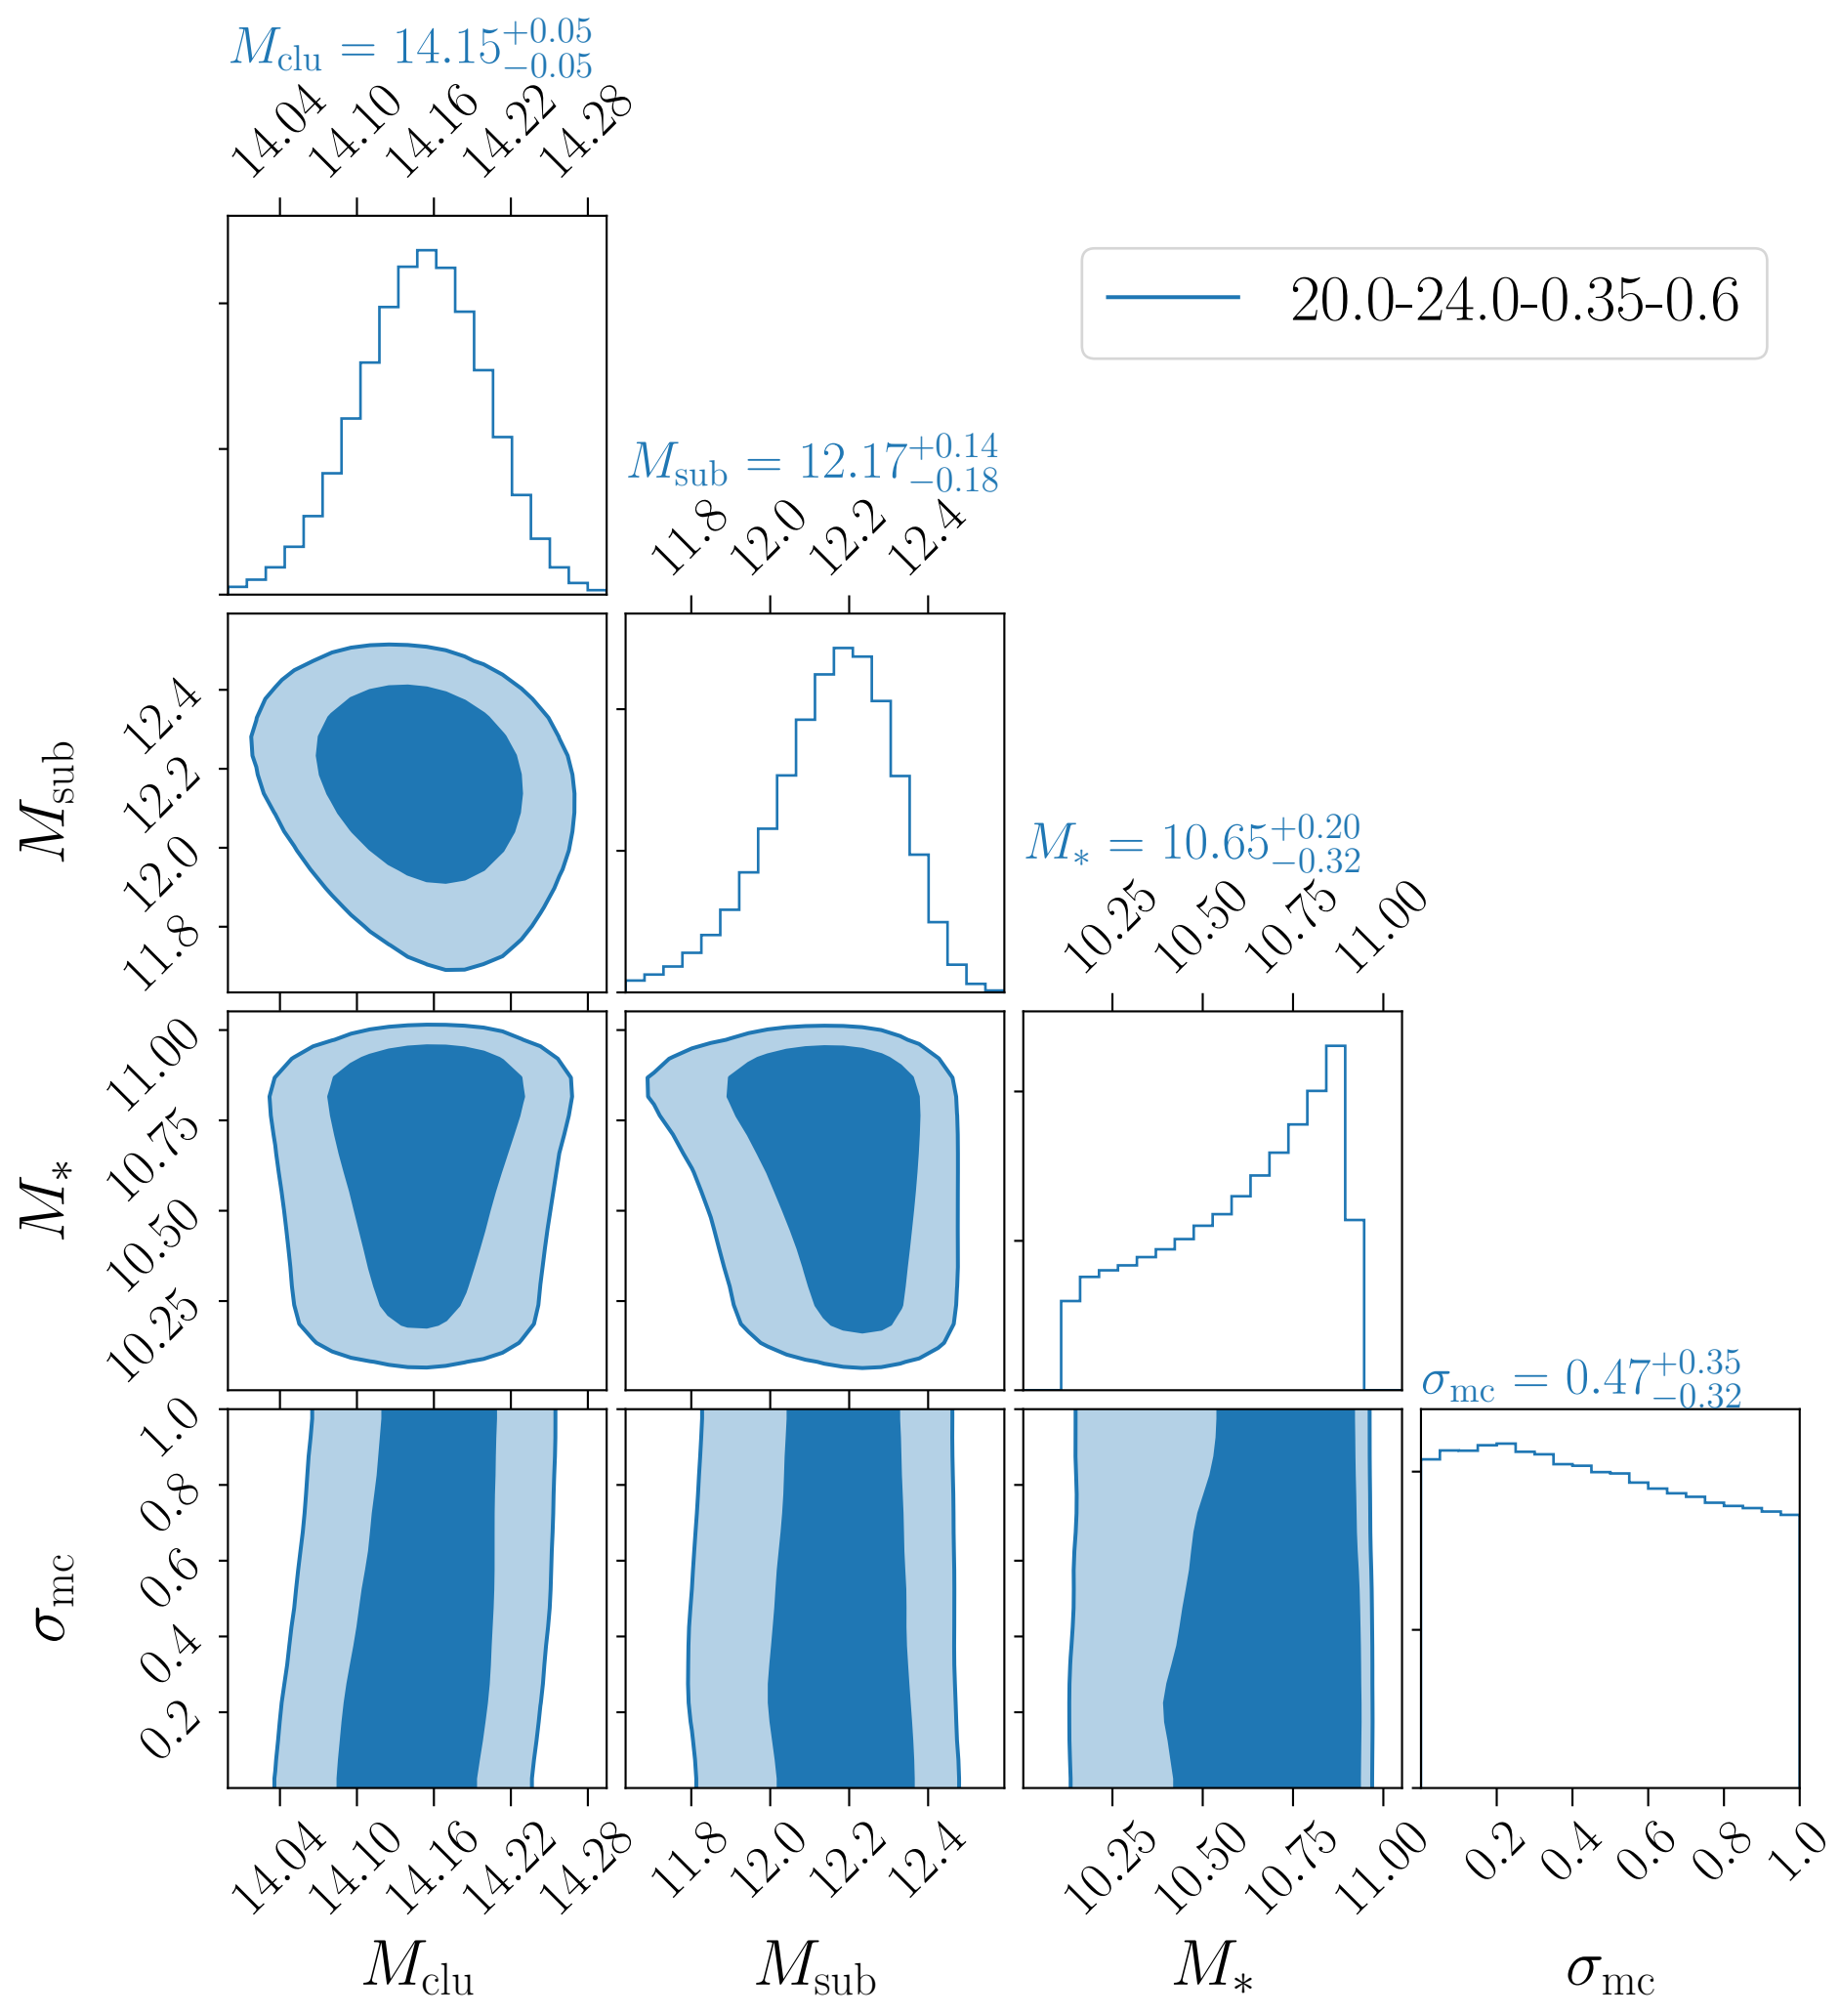 M_clu = 14.15^{+0.05}_{-0.05}
14.04 14.10 14.16 14.22 14.28
20.0-24.0-0.35-0.6
M_sub = 12.17^{+0.14}_{-0.18}
11.8 12.0 12.2 12.4
M_sub
12.4
12.2
12.0
11.8
M_* = 10.65^{+0.20}_{-0.32}
10.25 10.50 10.75 11.00
M_*
11.00
10.75
10.50
10.25
σ_mc = 0.47^{+0.35}_{-0.32}
σ_mc
1.0
0.8
0.6
0.4
0.2
14.04 14.10 14.16 14.22 14.28 11.8 12.0 12.2 12.4 10.25 10.50 10.75 11.00 0.2 0.4 0.6 0.8 1.0
M_clu M_sub M_* σ_mc